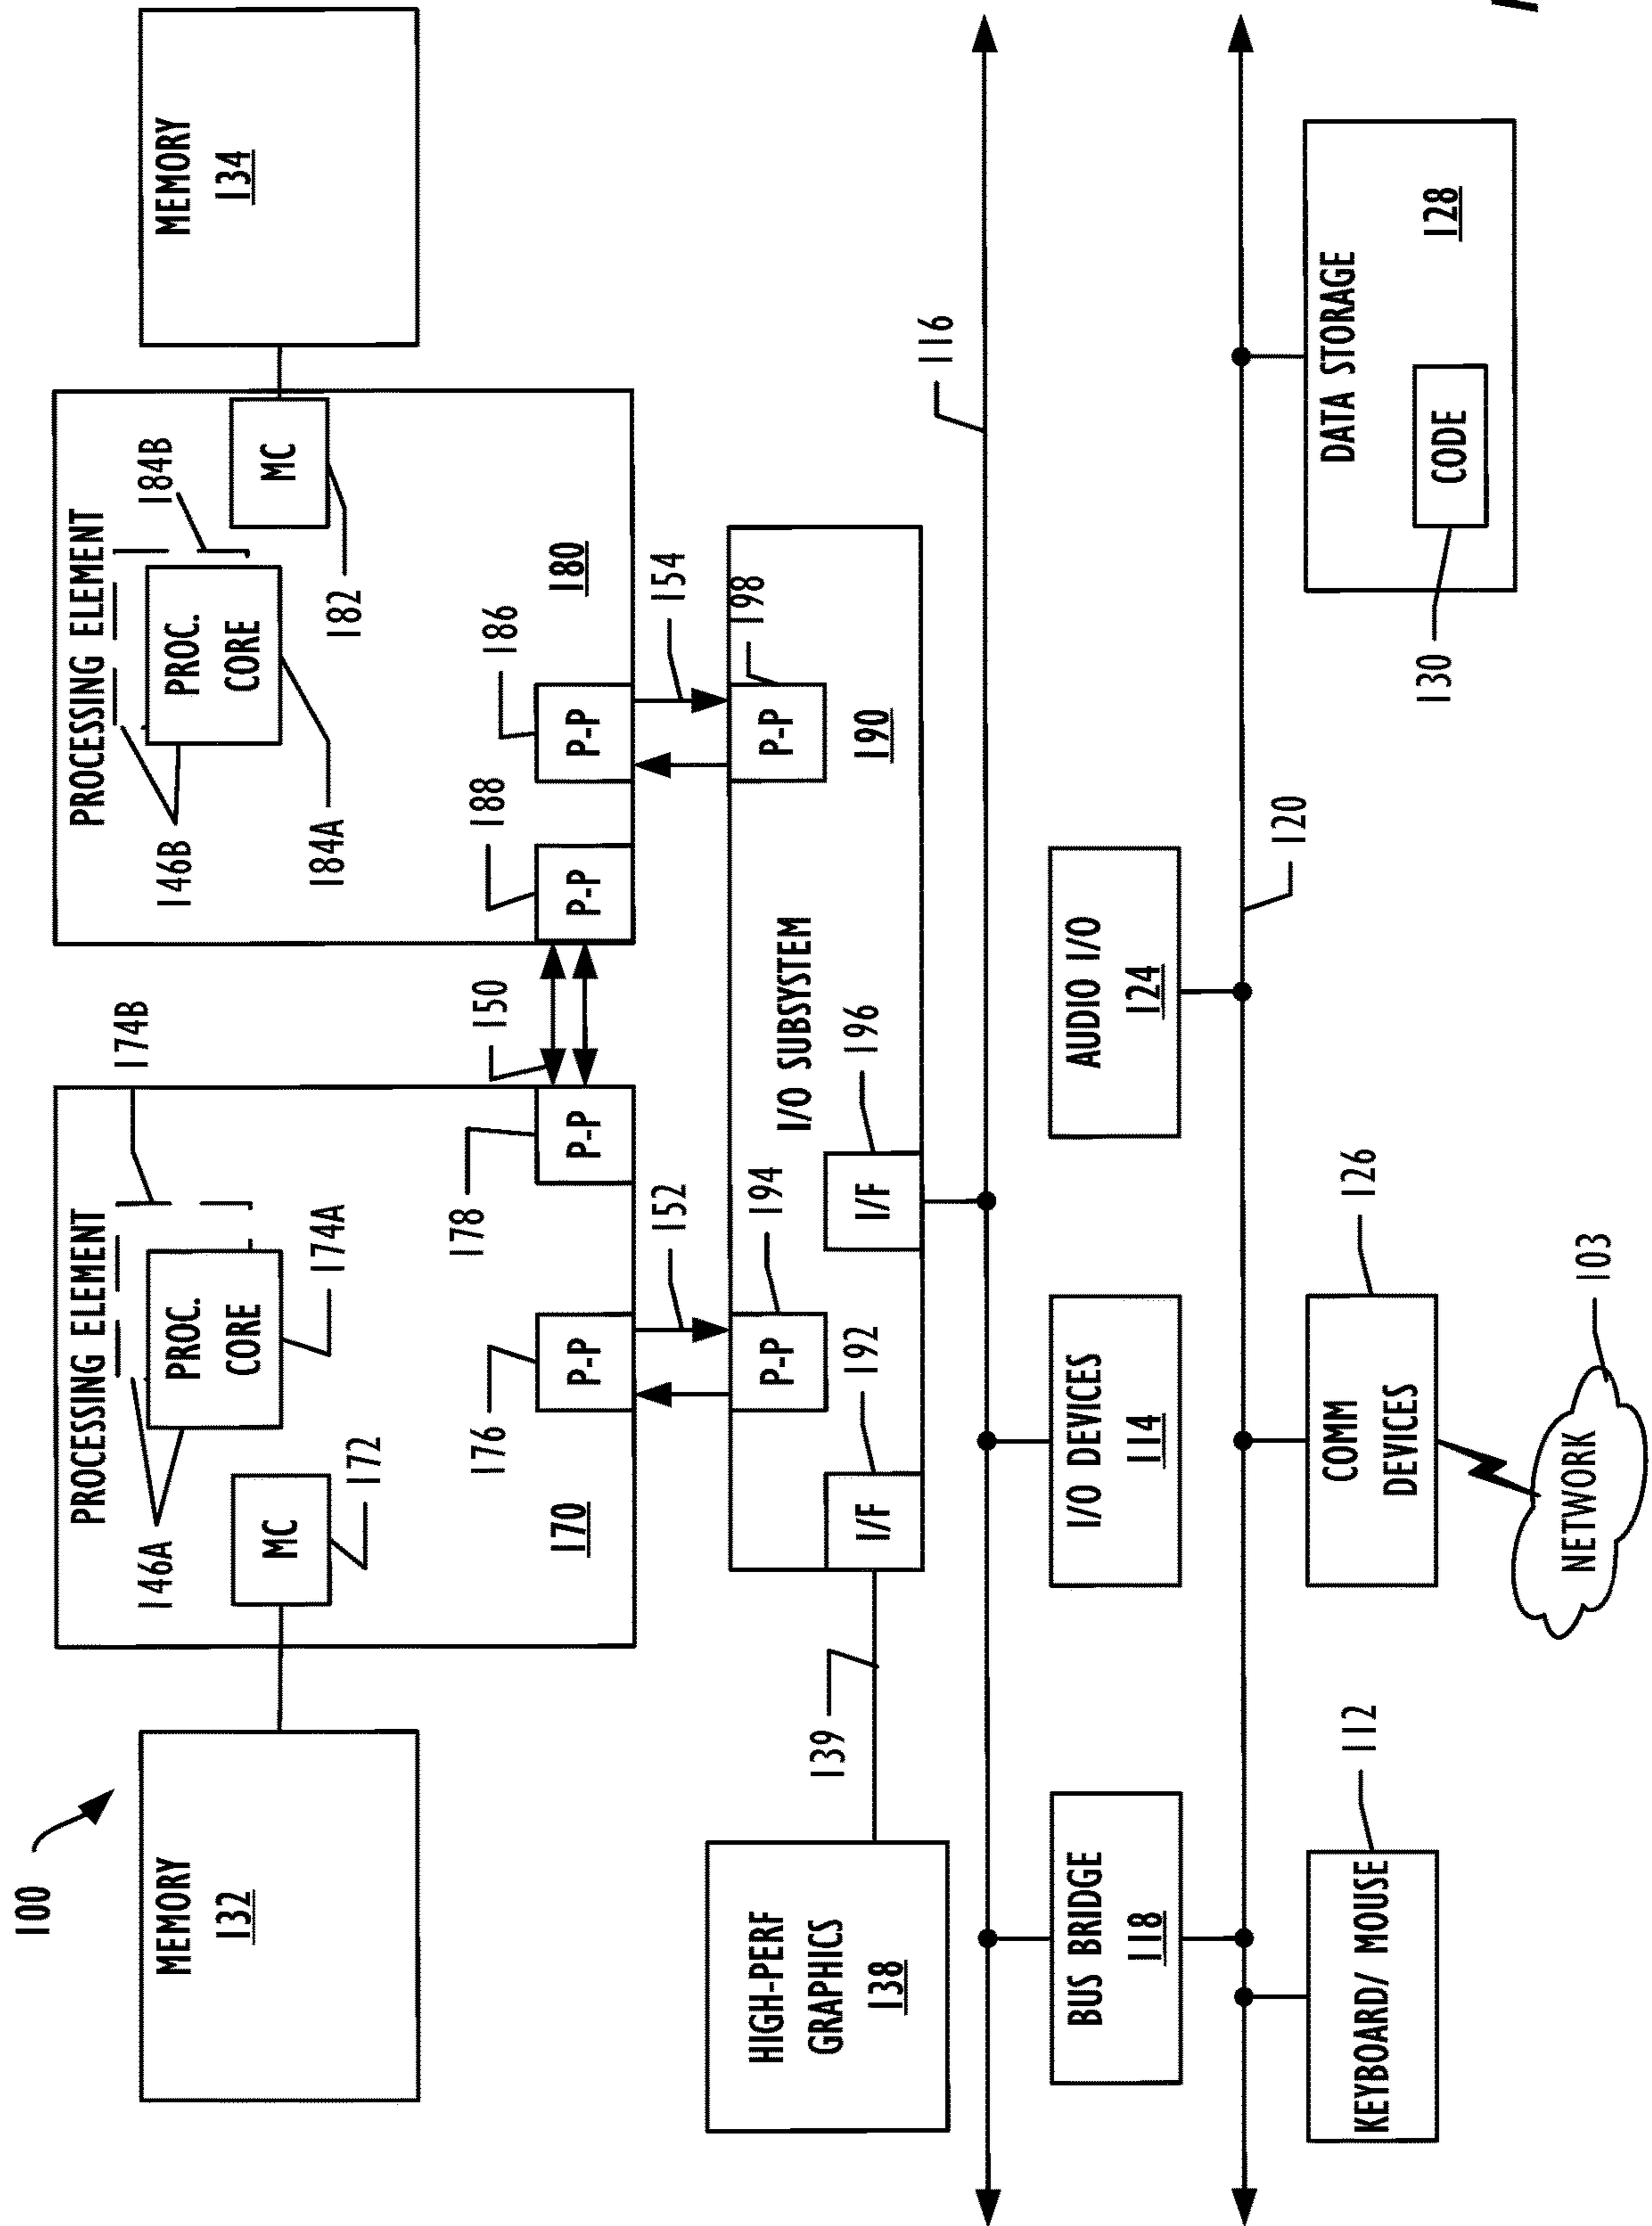 100
MEMORY
132
PROCESSING ELEMENT
146A
PROC.
CORE
174B
174A
MC
172
170
176
P-P
178
P-P
150
PROCESSING ELEMENT
146B
PROC.
CORE
184B
184A
MC
182
180
188
P-P
186
P-P
MEMORY
134
152
154
HIGH-PERF
GRAPHICS
138
139
I/O SUBSYSTEM
190
P-P
194
P-P
198
I/F
192
I/F
196
116
BUS BRIDGE
118
I/O DEVICES
114
AUDIO I/O
124
120
KEYBOARD/ MOUSE
112
COMM
DEVICES
126
NETWORK
103
DATA STORAGE
128
CODE
130